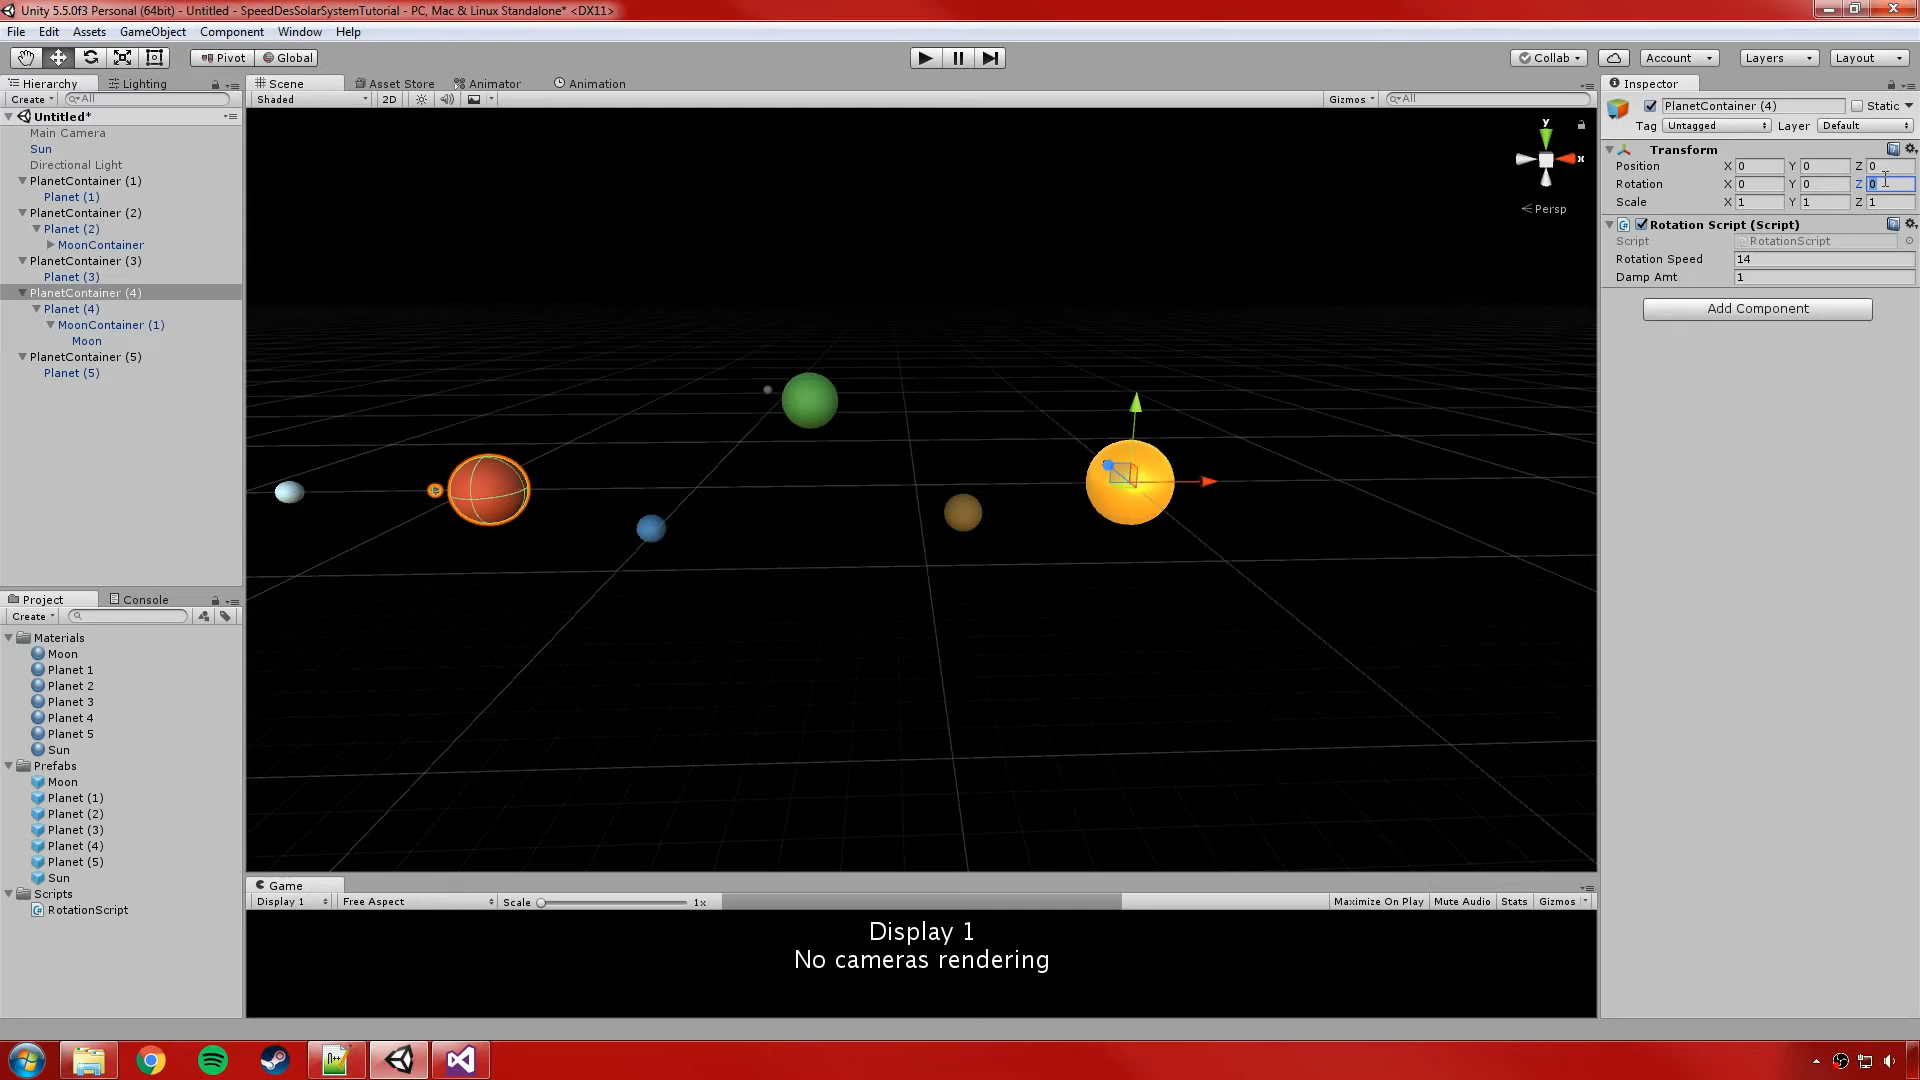 Unity 5.5.0f3 Personal (64bit) - Untitled - SpeedDesSolarSystemTutorial - PC, Mac & Linux Standalone* <DX11>
File Edit Assets GameObject Component Window Help
Pivot Global Collab Account Layers Layout
Hierarchy Lighting Scene Asset Store Animator Animation Inspector
Create All Shaded 2D Gizmos All
Untitled*
Main Camera
Sun
Directional Light
PlanetContainer (1)
Planet (1)
PlanetContainer (2)
Planet (2)
MoonContainer
PlanetContainer (3)
Planet (3)
PlanetContainer (4)
Planet (4)
MoonContainer (1)
Moon
PlanetContainer (5)
Planet (5)
y
x
Persp
PlanetContainer (4) Static
Tag Untagged Layer Default
Transform
Position X 0 Y 0 Z 0
Rotation X 0 Y 0 Z 0
Scale X 1 Y 1 Z 1
Rotation Script (Script)
Script RotationScript
Rotation Speed 14
Damp Amt 1
Add Component
Project Console
Create
Materials
Moon
Planet 1
Planet 2
Planet 3
Planet 4
Planet 5
Sun
Prefabs
Moon
Planet (1)
Planet (2)
Planet (3)
Planet (4)
Planet (5)
Sun
Scripts
RotationScript
Game
Display 1 Free Aspect Scale 1x Maximize On Play Mute Audio Stats Gizmos
Display 1
No cameras rendering